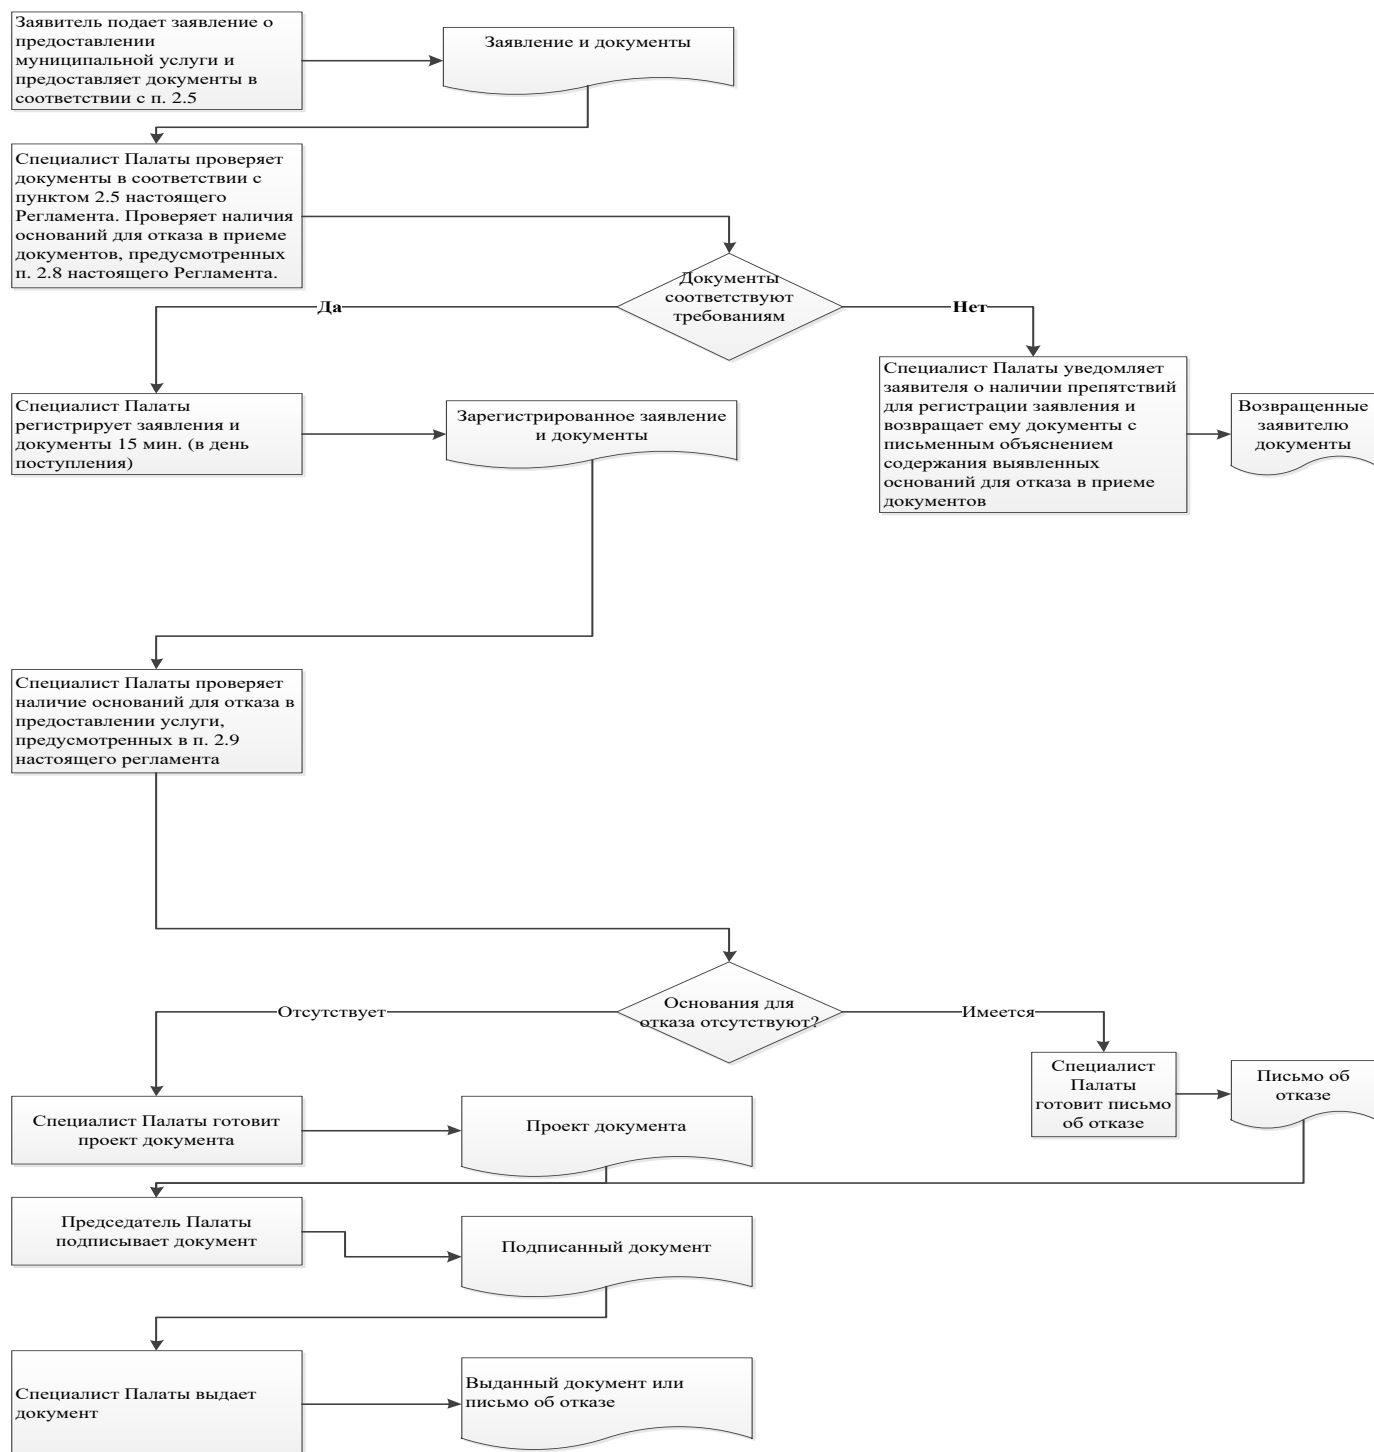 Заявитель подает заявление о
предоставлении
муниципальной услуги и
предоставляет документы в
соответствии с п. 2.5
Заявление и документы
Специалист Палаты проверяет
документы в соответствии с
пунктом 2.5 настоящего
Регламента. Проверяет наличия
оснований для отказа в приеме
документов, предусмотренных
п. 2.8 настоящего Регламента.
Документы
соответствуют
требованиям
Да
Нет
Специалист Палаты
регистрирует заявления и
документы 15 мин. (в день
поступления)
Зарегистрированное заявление
и документы
Специалист Палаты уведомляет
заявителя о наличии препятствий
для регистрации заявления и
возвращает ему документы с
письменным объяснением
содержания выявленных
оснований для отказа в приеме
документов
Возвращенные
заявителю
документы
Специалист Палаты проверяет
наличие оснований для отказа в
предоставлении услуги,
предусмотренных в п. 2.9
настоящего регламента
Основания для
отказа отсутствуют?
Отсутствует
Имеется
Специалист
Палаты
готовит письмо
об отказе
Письмо об
отказе
Специалист Палаты готовит
проект документа
Проект документа
Председатель Палаты
подписывает документ
Подписанный документ
Специалист Палаты выдает
документ
Выданный документ или
письмо об отказе